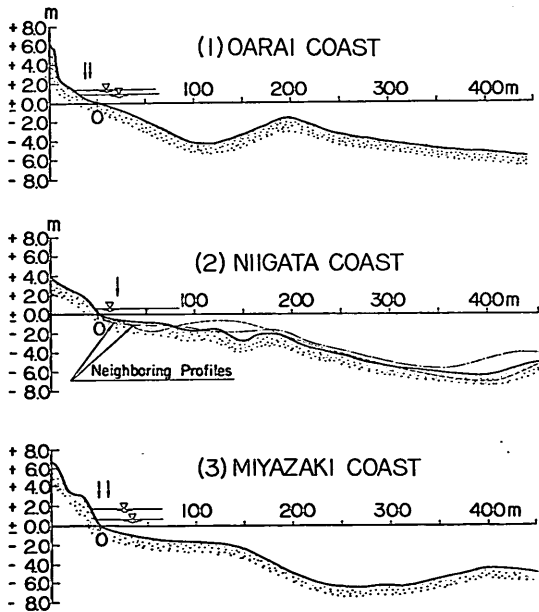 m
+ 8.0
+ 6.0
+ 4.0
+ 2.0
± 0.0
- 2.0
- 4.0
- 6.0
- 8.0
(1) OARAI COAST
II
O
100
200
300
400m
m
+ 8.0
+ 6.0
+ 4.0
+ 2.0
± 0.0
- 2.0
- 4.0
- 6.0
- 8.0
(2) NIIGATA COAST
I
O
100
200
300
400m
Neighboring Profiles
+ 8.0
+ 6.0
+ 4.0
+ 2.0
± 0.0
- 2.0
- 4.0
- 6.0
- 8.0
(3) MIYAZAKI COAST
II
O
100
200
300
400m